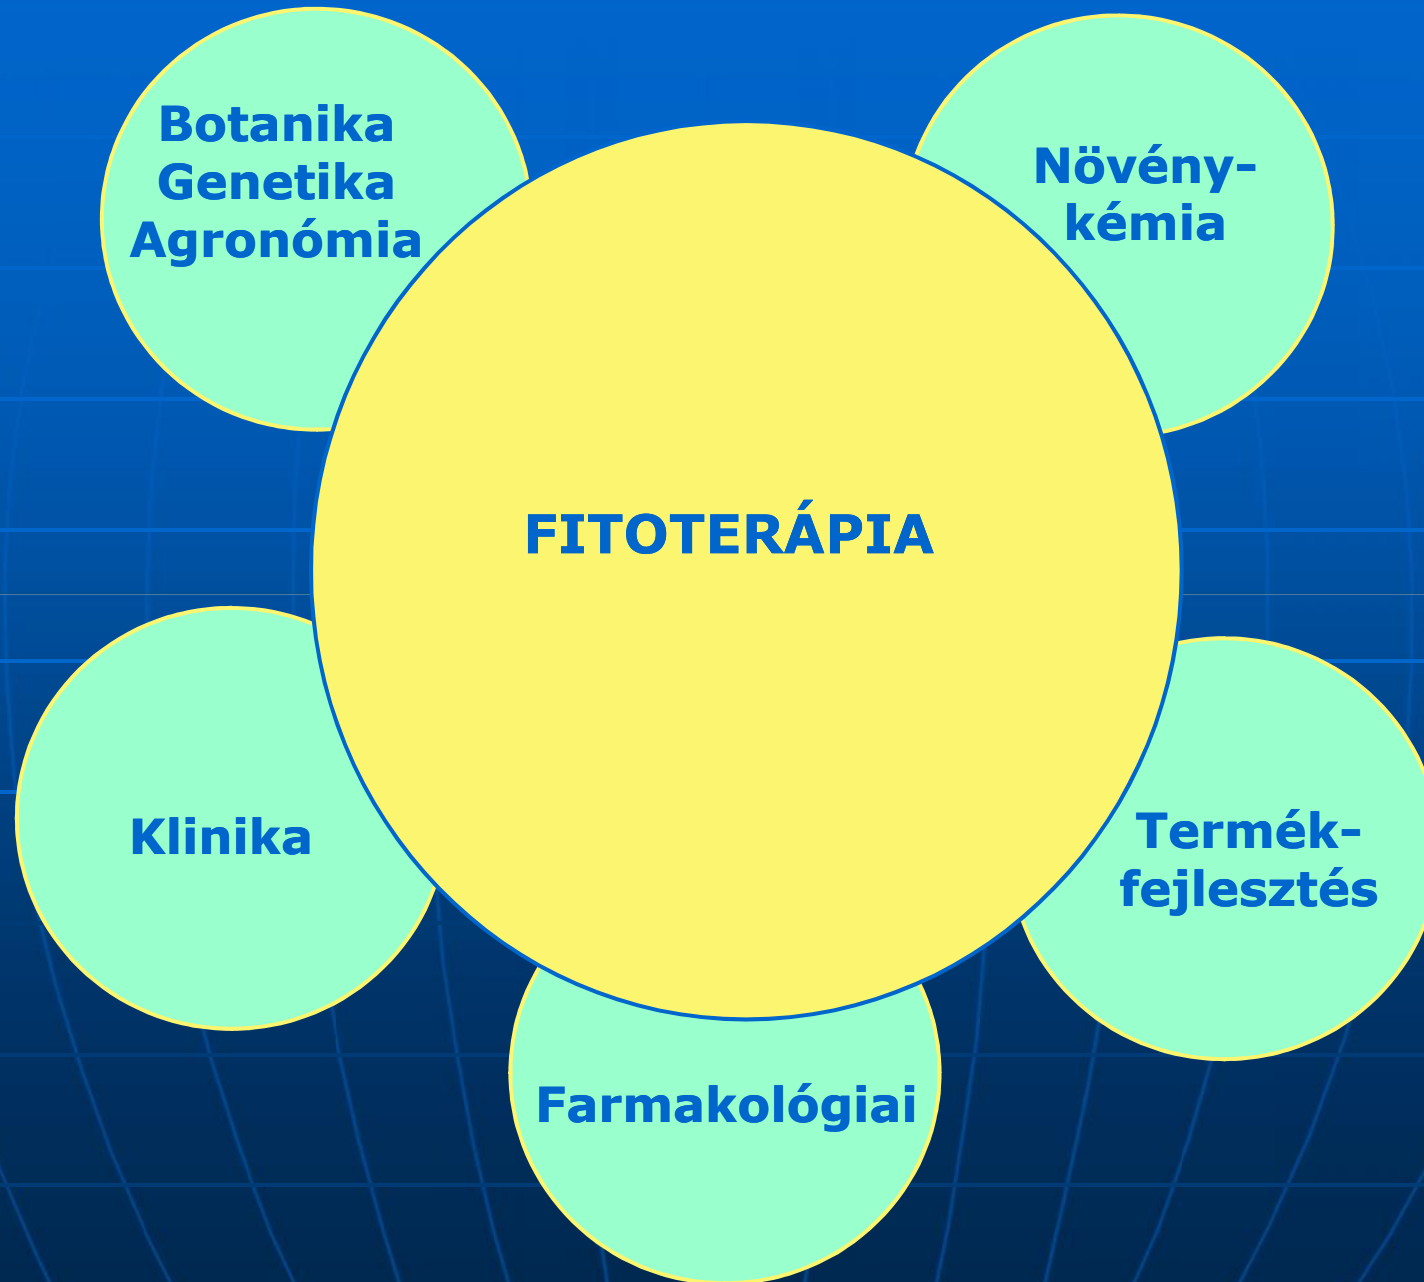 Botanika
Genetika
Agronómia
Növény-
kémia
FITOTERÁPIA
Klinika
Termék-
fejlesztés
Farmakológiai